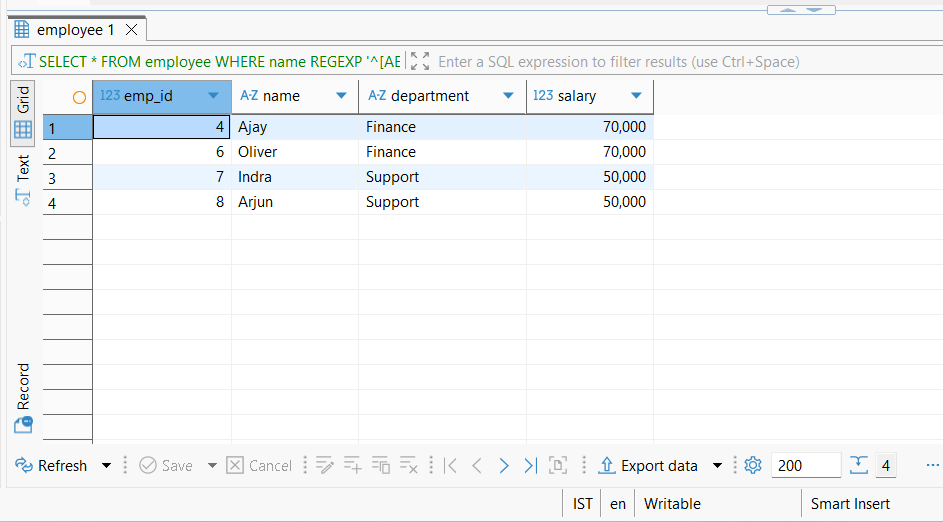 employee 1
SELECT * FROM employee WHERE name REGEXP '^[AE Enter a SQL expression to filter results (use Ctrl+Space)
Grid
Text
Record
123 emp_id A-Z name A-Z department 123 salary
1 4 Ajay Finance 70,000
2 6 Oliver Finance 70,000
3 7 Indra Support 50,000
4 8 Arjun Support 50,000
Refresh Save Cancel Export data 200 4 ...
IST en Writable Smart Insert